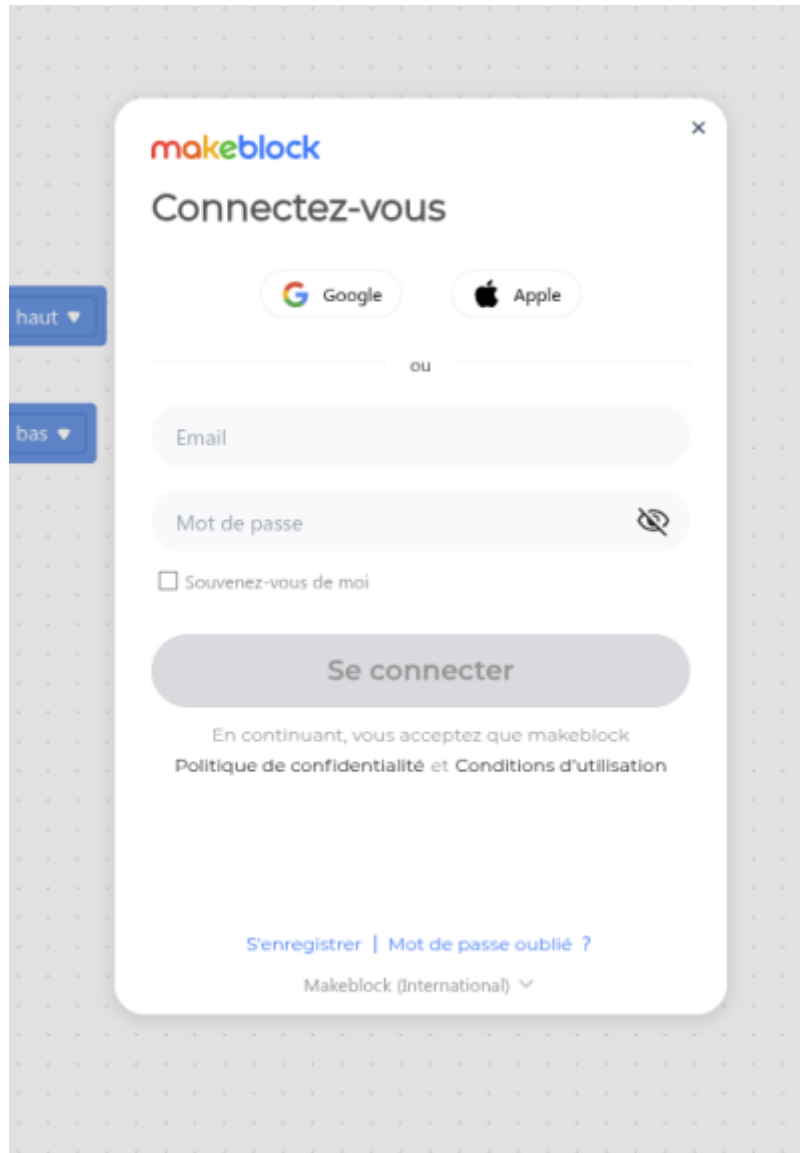 makeblock
Connectez-vous
Google
Apple
haut
ou
bas
Email
Mot de passe
Souvenez-vous de moi
Se connecter
En continuant, vous acceptez que makeblock
Politique de confidentialité et Conditions d'utilisation
S'enregistrer | Mot de passe oublié ?
Makeblock (International)